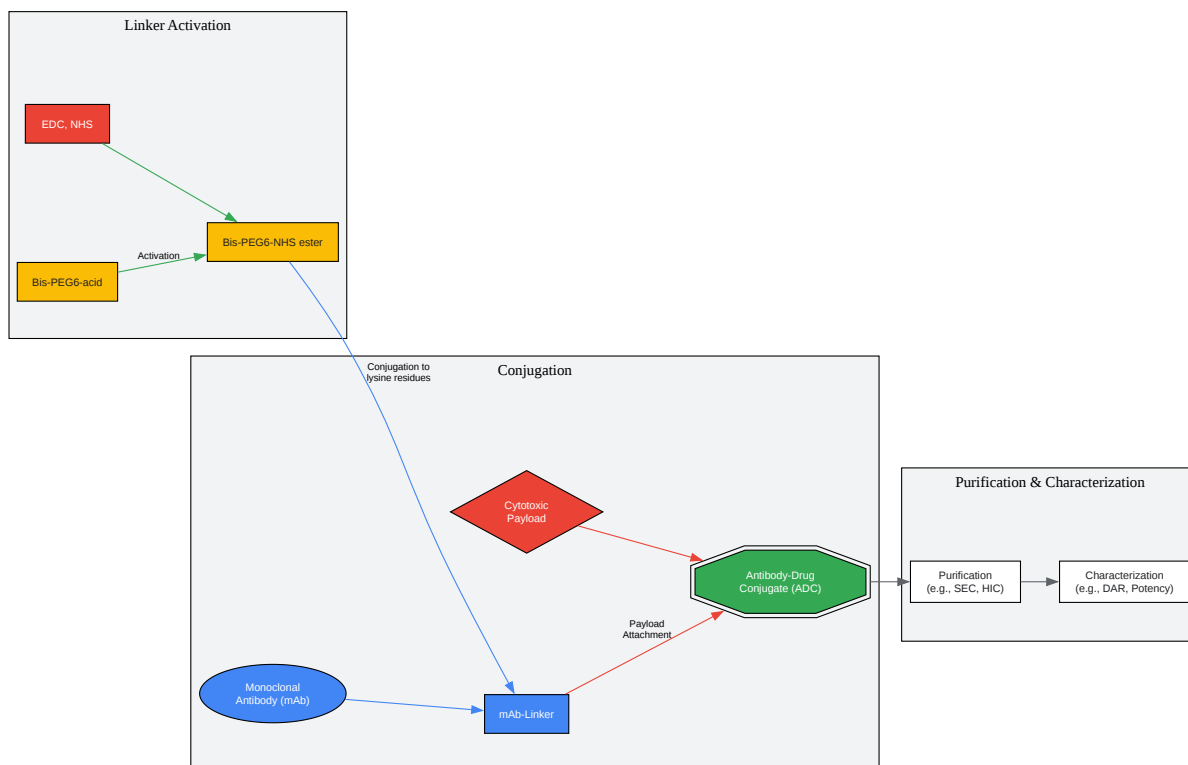 Linker Activation
EDC, NHS
Bis-PEG6-NHS ester
Activation
Bis-PEG6-acid
Conjugation to
lysine residues
Conjugation
Cytotoxic
Payload
Purification & Characterization
Antibody-Drug
Conjugate (ADC)
Purification
(e.g., SEC, HIC)
Characterization
(e.g., DAR, Potency)
Payload
Attachment
Monoclonal
Antibody (mAb)
mAb-Linker